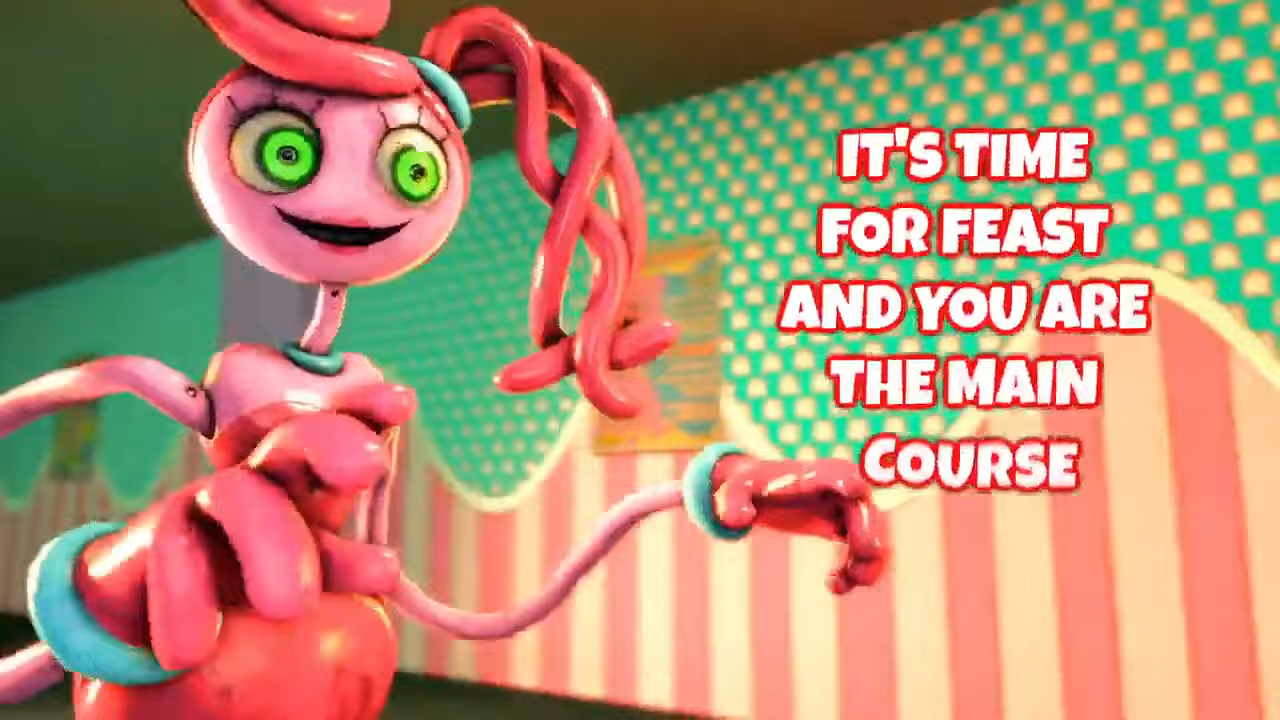 IT'S TIME
FOR FEAST
AND YOU ARE
THE MAIN
COURSE